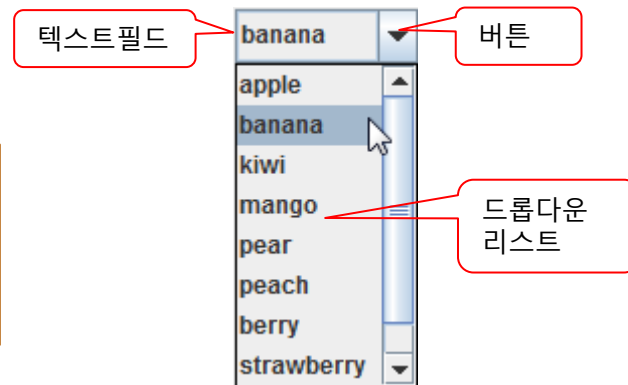 텍스트필드
banana
버튼
apple
banana
kiwi
mango
pear
peach
berry
strawberry
드롭다운
리스트